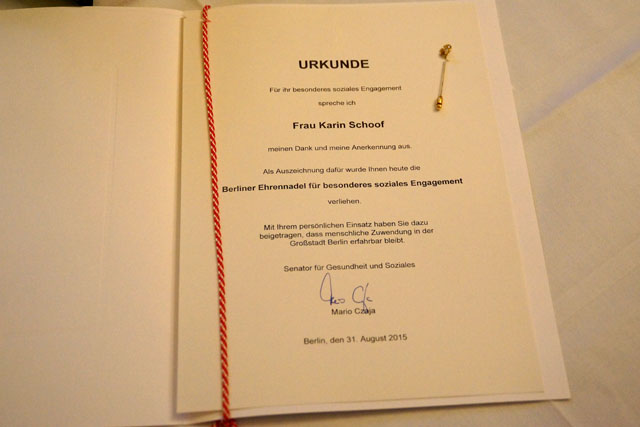 URKUNDE
Für ihr besonderes soziales Engagement
spreche ich
Frau Karin Schoof
meinen Dank und meine Anerkennung aus.
Als Auszeichnung dafür wurde Ihnen heute die
Berliner Ehrennadel für besonderes soziales Engagement
verliehen.
Mit Ihrem persönlichen Einsatz haben Sie dazu
beigetragen, dass menschliche Zuwendung in der
Großstadt Berlin erfahrbar bleibt.
Senator für Gesundheit und Soziales
Mario Czaja
Berlin, den 31. August 2015